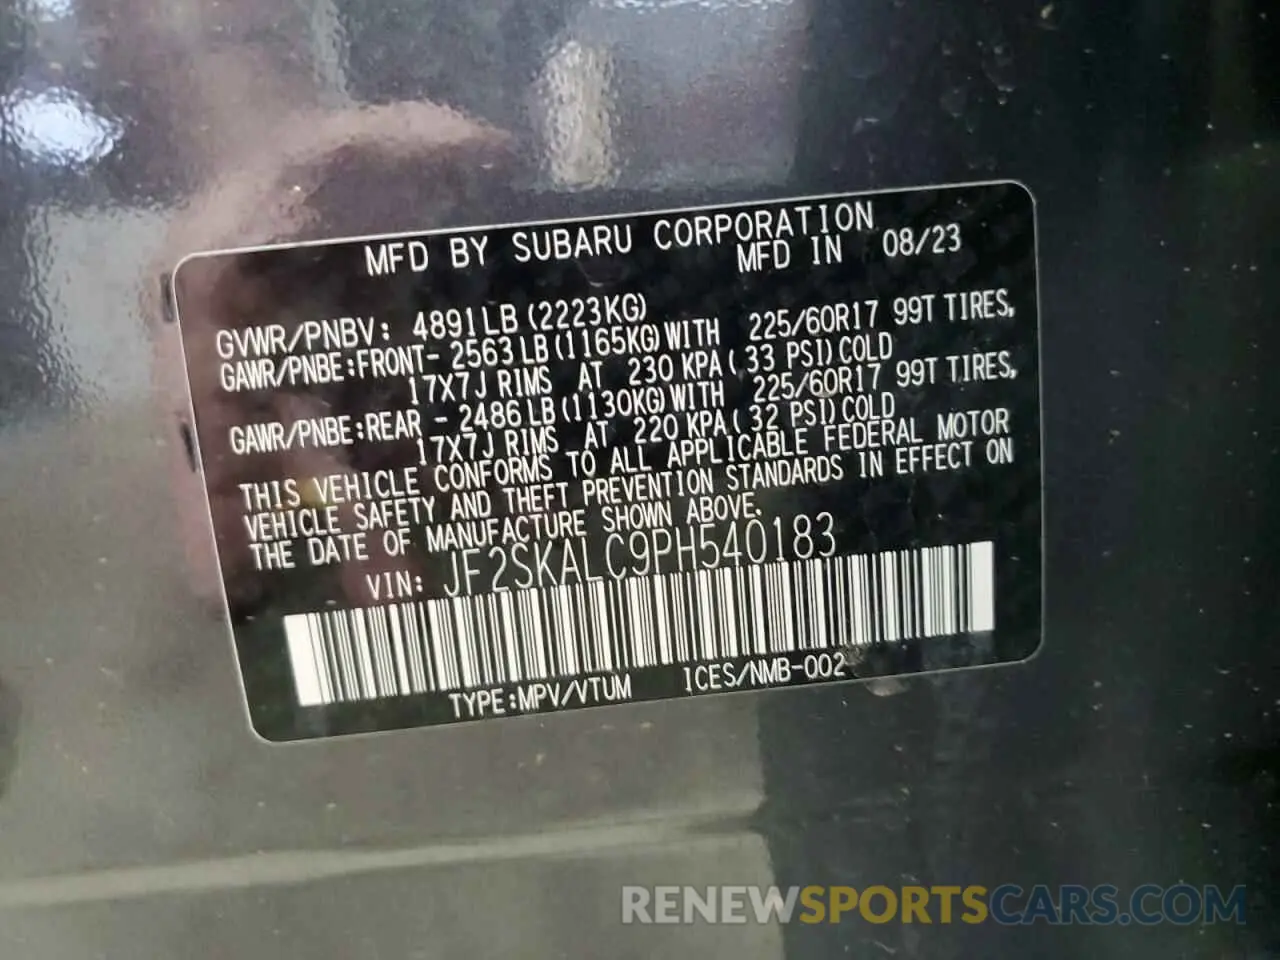 MFD BY SUBARU CORPORATION
MFD IN 08/23
GVWR/PNBV: 4891LB (2223KG)
GAWR/PNBE:FRONT- 2563LB(1165KG)WITH 225/60R17 99T TIRES,
17X7J RIMS AT 230 KPA( 33 PSI)COLD
GAWR/PNBE:REAR - 2486LB(1130KG)WITH 225/60R17 99T TIRES,
17X7J RIMS AT 220 KPA( 32 PSI)COLD
THIS VEHICLE CONFORMS TO ALL APPLICABLE FEDERAL MOTOR
VEHICLE SAFETY AND THEFT PREVENTION STANDARDS IN EFFECT ON
THE DATE OF MANUFACTURE SHOWN ABOVE.
VIN: JF2SKALC9PH540183
TYPE:MPV/VTUM ICES/NMB-002
RENEWSPORTSCARS.COM